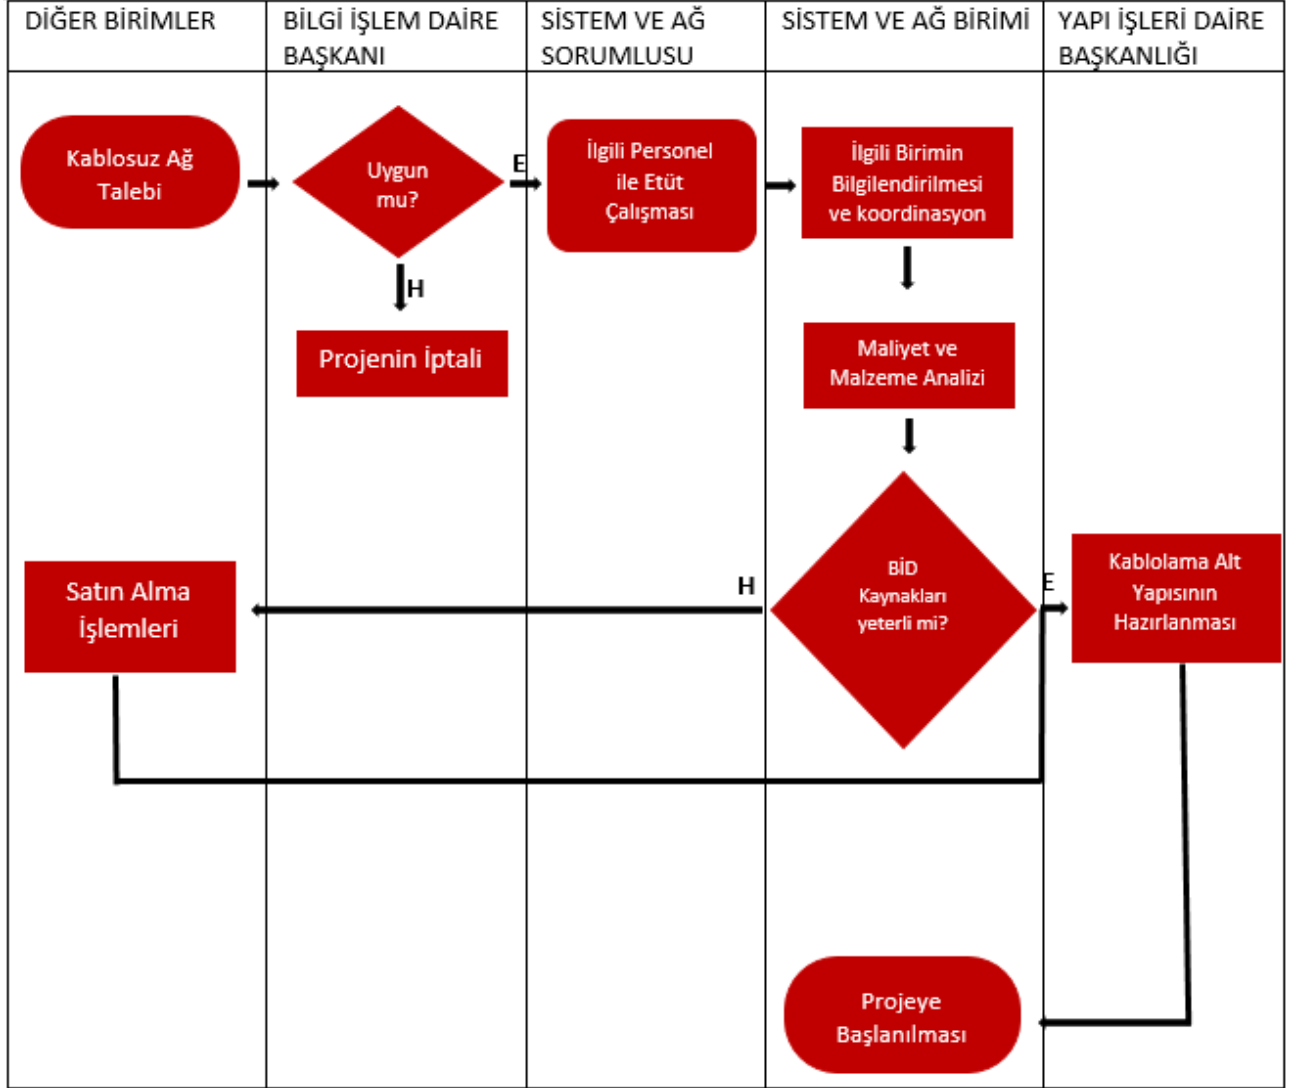 DİĞER BİRİMLER
BİLGİ İŞLEM DAİRE
BAŞKANI
SİSTEM VE AĞ
SORUMLUSU
SİSTEM VE AĞ BİRİMİ
YAPI İŞLERİ DAİRE
BAŞKANLIĞI
Kablosuz Ağ
Talebi
Uygun
mu?
E
İlgili Personel
ile Etüt
Çalışması
İlgili Birimin
Bilgilendirilmesi
ve koordinasyon
H
Projenin İptali
Maliyet ve
Malzeme Analizi
Satın Alma
İşlemleri
H
BİD
Kaynakları
yeterli mi?
E
Kablolama Alt
Yapısının
Hazırlanması
Projeye
Başlanılması